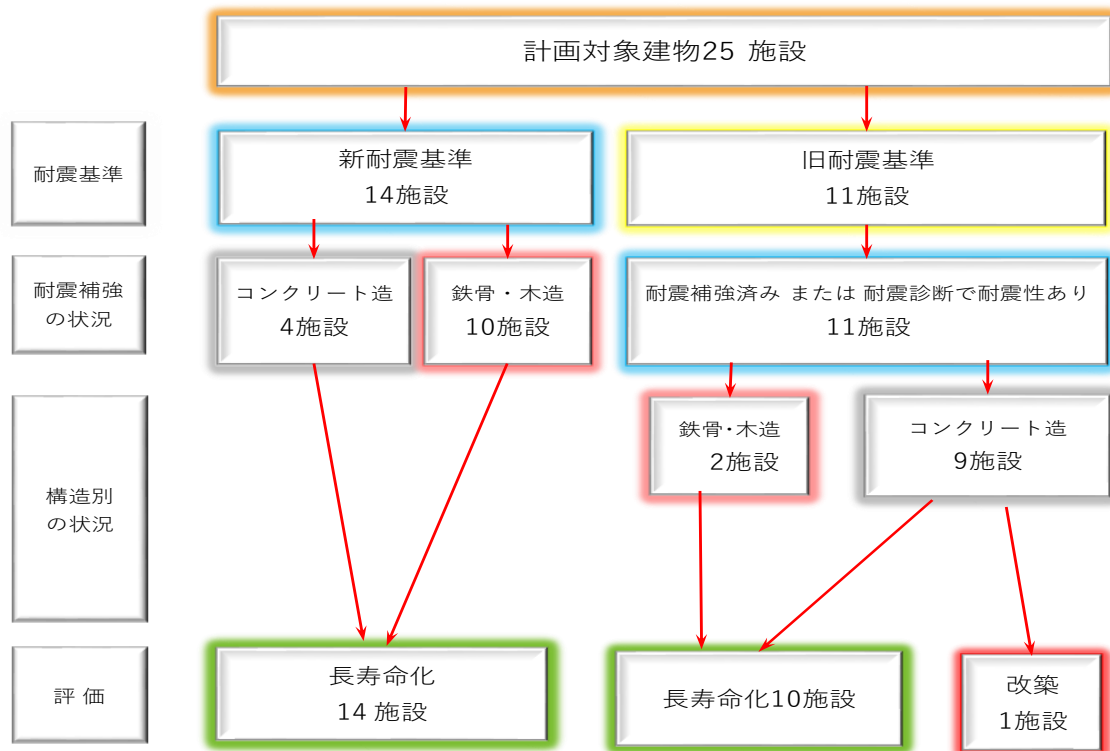 計画対象建物25 施設
耐震基準
新耐震基準
14施設
旧耐震基準
11施設
耐震補強
の状況
コンクリート造
4施設
鉄骨・木造
10施設
耐震補強済み または 耐震診断で耐震性あり
11施設
構造別
の状況
鉄骨・木造
2施設
コンクリート造
9施設
評 価
長寿命化
14 施設
長寿命化10施設
改築
1施設